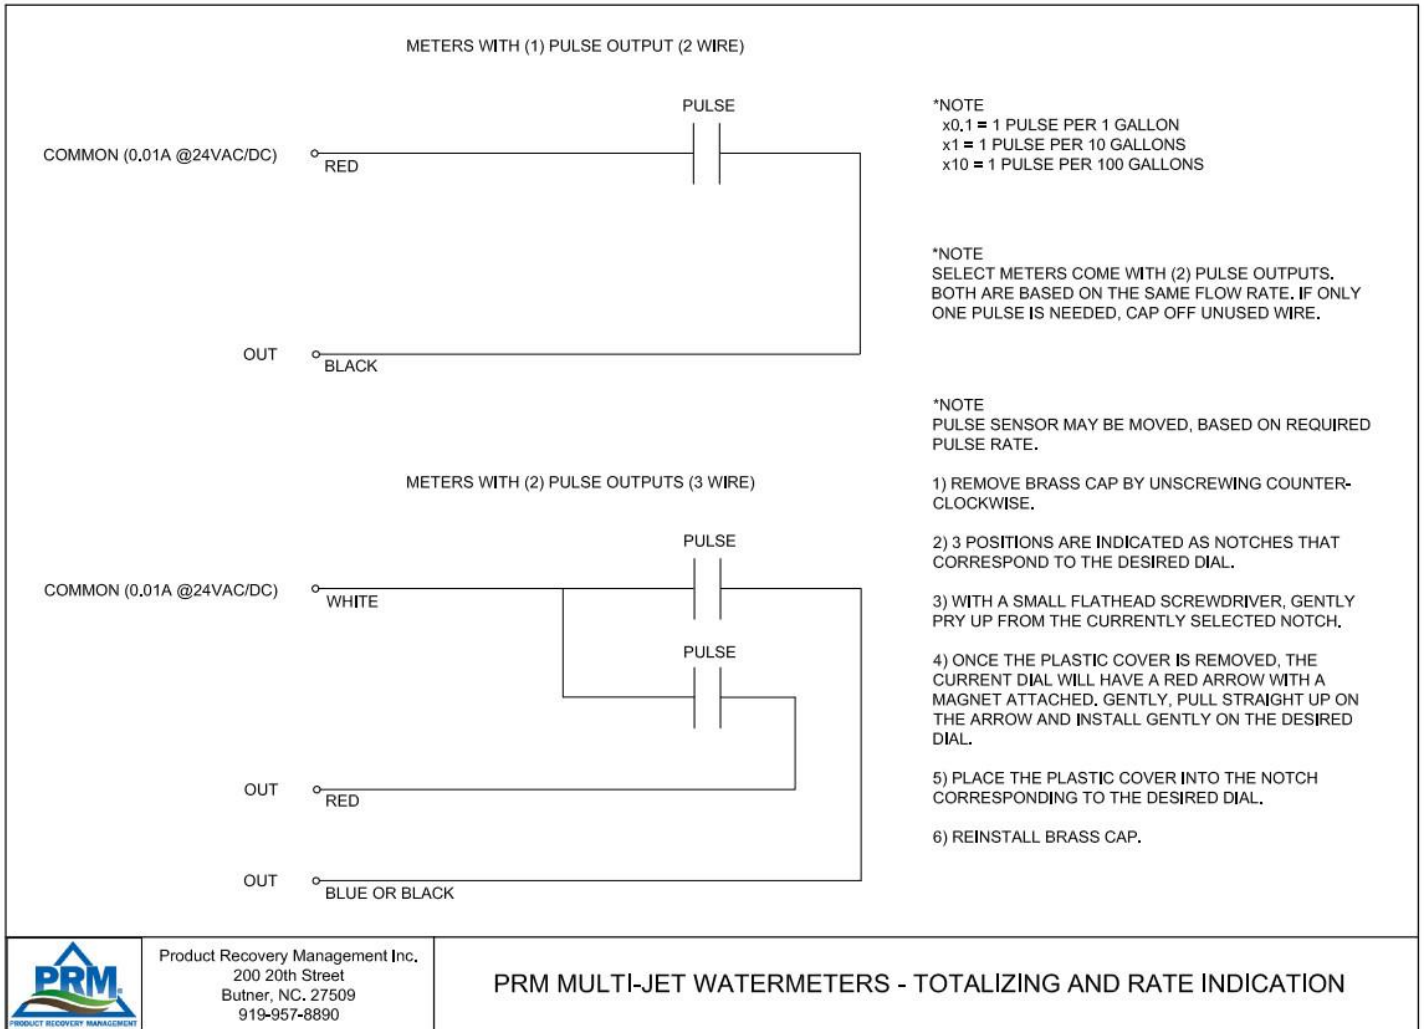 METERS WITH (1) PULSE OUTPUT (2 WIRE)
PULSE
COMMON (0.01A @24VAC/DC)
RED
OUT
BLACK
METERS WITH (2) PULSE OUTPUTS (3 WIRE)
PULSE
COMMON (0.01A @24VAC/DC)
WHITE
PULSE
OUT
RED
OUT
BLUE OR BLACK
*NOTE
x0.1 = 1 PULSE PER 1 GALLON
x1 = 1 PULSE PER 10 GALLONS
x10 = 1 PULSE PER 100 GALLONS
*NOTE
SELECT METERS COME WITH (2) PULSE OUTPUTS.
BOTH ARE BASED ON THE SAME FLOW RATE. IF ONLY
ONE PULSE IS NEEDED, CAP OFF UNUSED WIRE.
*NOTE
PULSE SENSOR MAY BE MOVED, BASED ON REQUIRED
PULSE RATE.
1) REMOVE BRASS CAP BY UNSCREWING COUNTER-
CLOCKWISE.
2) 3 POSITIONS ARE INDICATED AS NOTCHES THAT
CORRESPOND TO THE DESIRED DIAL.
3) WITH A SMALL FLATHEAD SCREWDRIVER, GENTLY
PRY UP FROM THE CURRENTLY SELECTED NOTCH.
4) ONCE THE PLASTIC COVER IS REMOVED, THE
CURRENT DIAL WILL HAVE A RED ARROW WITH A
MAGNET ATTACHED. GENTLY, PULL STRAIGHT UP ON
THE ARROW AND INSTALL GENTLY ON THE DESIRED
DIAL.
5) PLACE THE PLASTIC COVER INTO THE NOTCH
CORRESPONDING TO THE DESIRED DIAL.
6) REINSTALL BRASS CAP.
PRM
PRODUCT RECOVERY MANAGEMENT
Product Recovery Management Inc.
200 20th Street
Butner, NC. 27509
919-957-8890
PRM MULTI-JET WATERMETERS - TOTALIZING AND RATE INDICATION